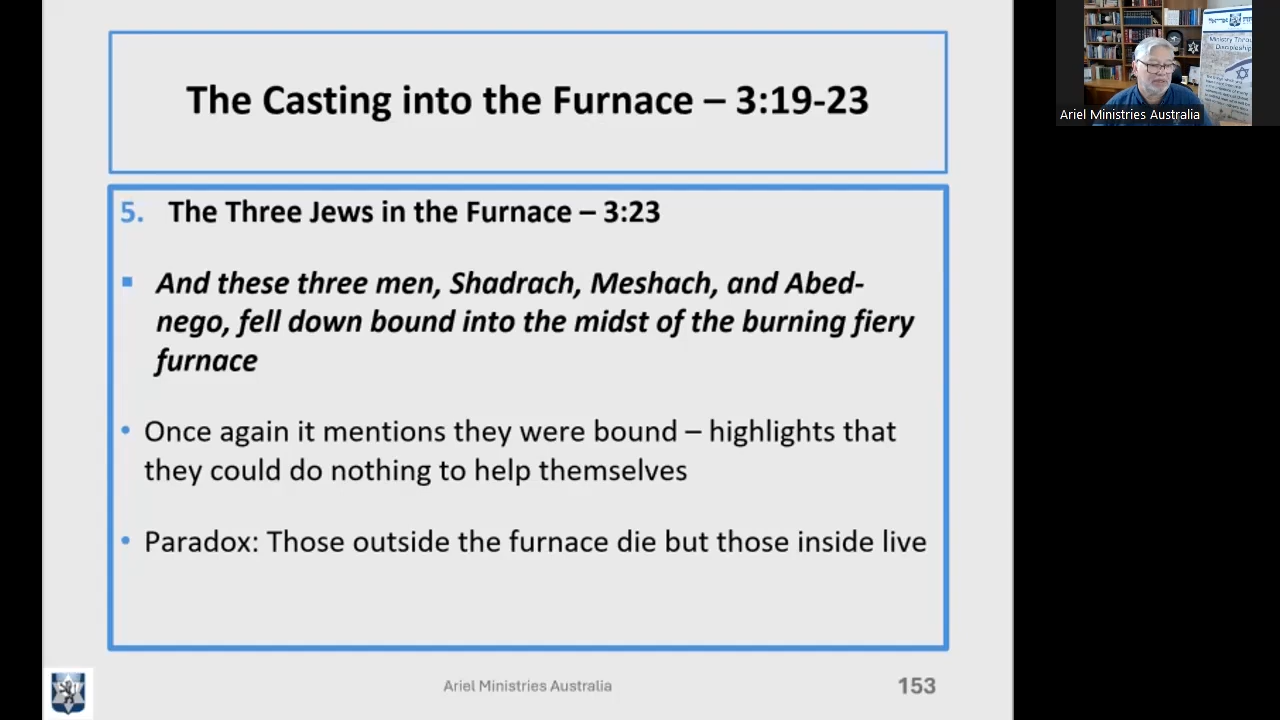 The Casting into the Furnace – 3:19-23
5. The Three Jews in the Furnace – 3:23
And these three men, Shadrach, Meshach, and Abed-
nego, fell down bound into the midst of the burning fiery
furnace
Once again it mentions they were bound – highlights that
they could do nothing to help themselves
Paradox: Those outside the furnace die but those inside live
Ariel Ministries Australia
153
Ministry Through
Discipleship
Ariel Ministries Australia